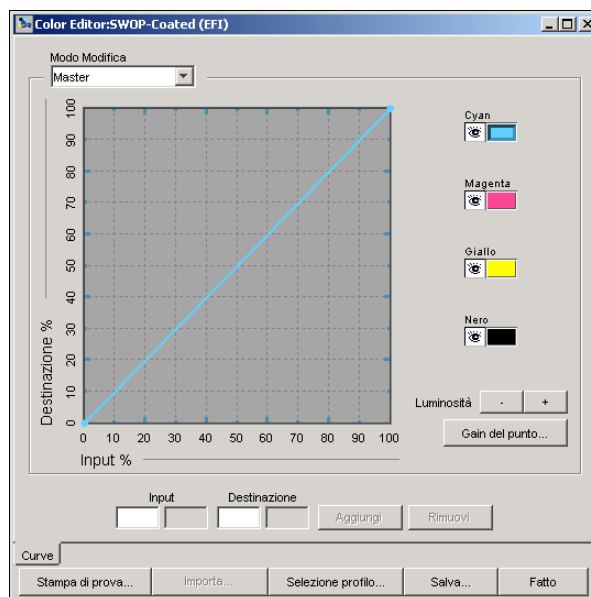 Color Editor:SWOP-Coated (EFI)
Modo Modifica
Master
Destinazione %
100
90
80
70
60
50
40
30
20
10
0
0 10 20 30 40 50 60 70 80 90 100
Input %
Cyan
Magenta
Giallo
Nero
Luminosità - +
Gain del punto...
Input Destinazione
Aggiungi Rimuovi
Curve
Stampa di prova... Importa... Selezione profilo... Salva... Fatto